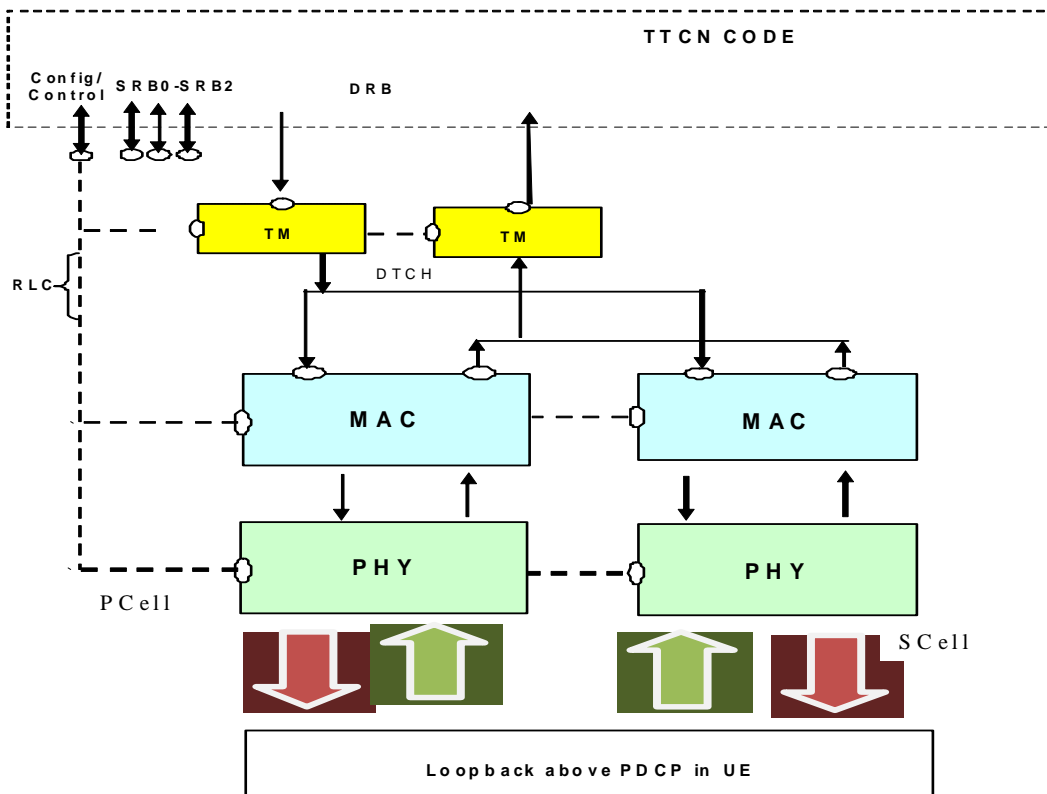 TTCN CODE
Config/
Control
SRB0-SRB2
DRB
TM
TM
DTCH
RLC
MAC
MAC
PHY
PHY
PCell
SCell
Loopback above PDCP in UE